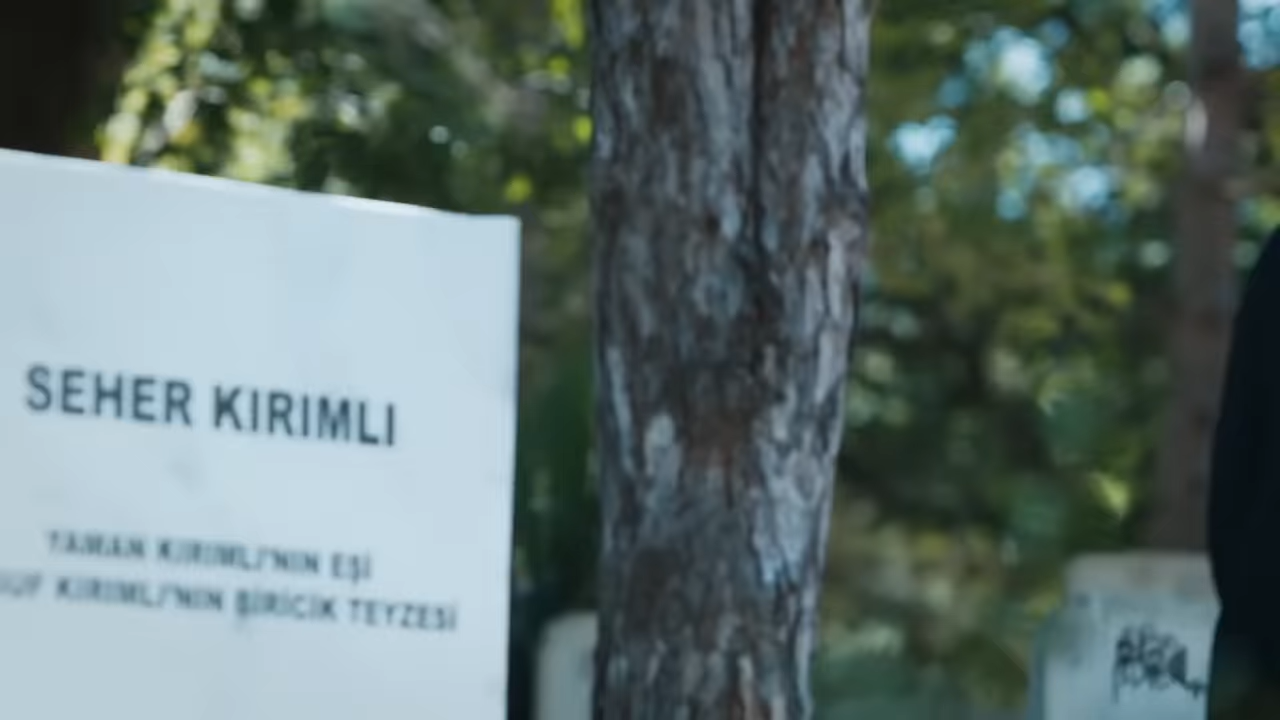 SEHER KIRIMLI
YAMAN KIRIMLI'NIN EŞİ
KIRIMLI'NIN BİRİCİK TEYZESİ